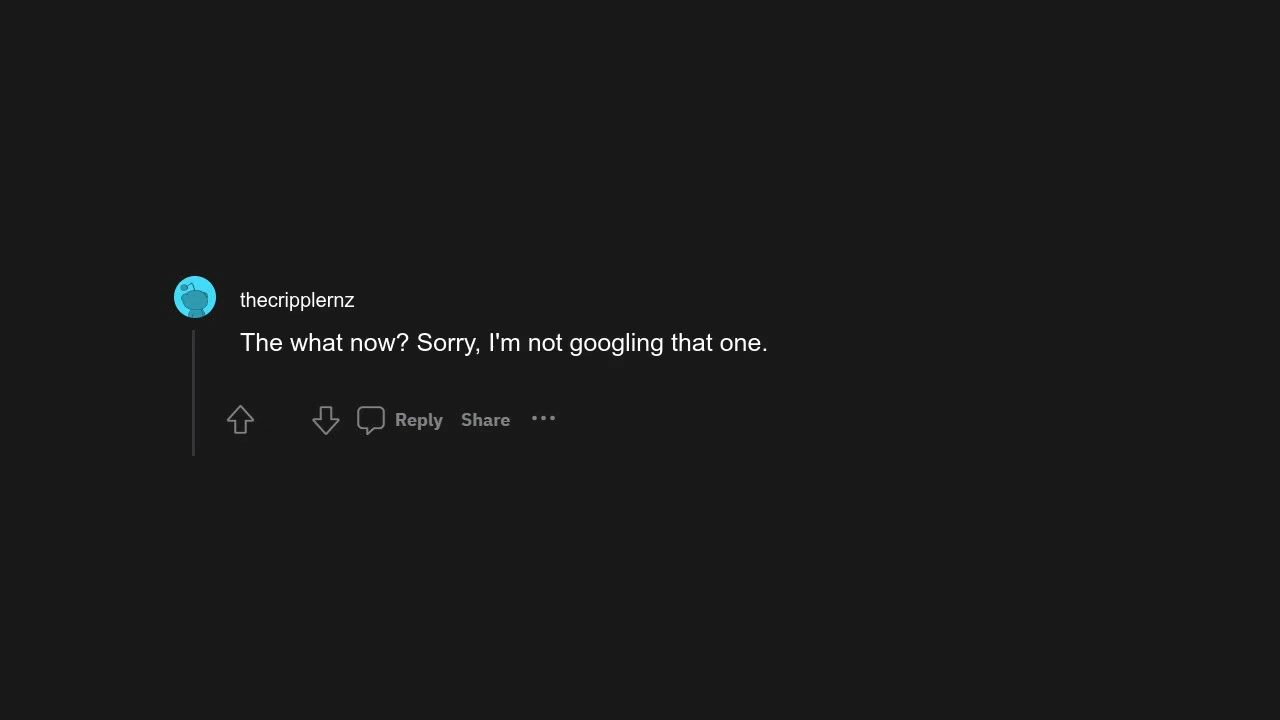 thecripplernz
The what now? Sorry, I'm not googling that one.
Reply Share